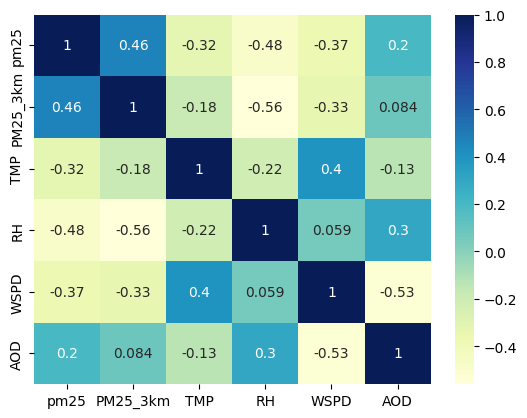 pm25 1 0.46 -0.32 -0.48 -0.37 0.2
PM25_3km 0.46 1 -0.18 -0.56 -0.33 0.084
TMP -0.32 -0.18 1 -0.22 0.4 -0.13
RH -0.48 -0.56 -0.22 1 0.059 0.3
WSPD -0.37 -0.33 0.4 0.059 1 -0.53
AOD 0.2 0.084 -0.13 0.3 -0.53 1
pm25 PM25_3km TMP RH WSPD AOD
1.0
0.8
0.6
0.4
0.2
0.0
−0.2
−0.4